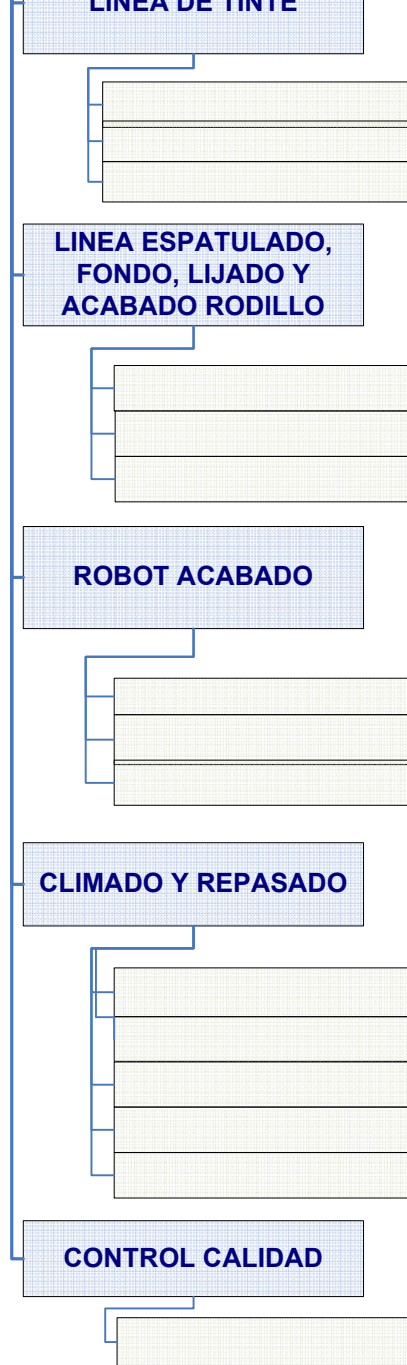 LINEA DE TINTE
LINEA ESPATULADO,
FONDO, LIJADO Y
ACABADO RODILLO
ROBOT ACABADO
CLIMADO Y REPASADO
CONTROL CALIDAD